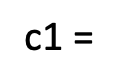 c1 =